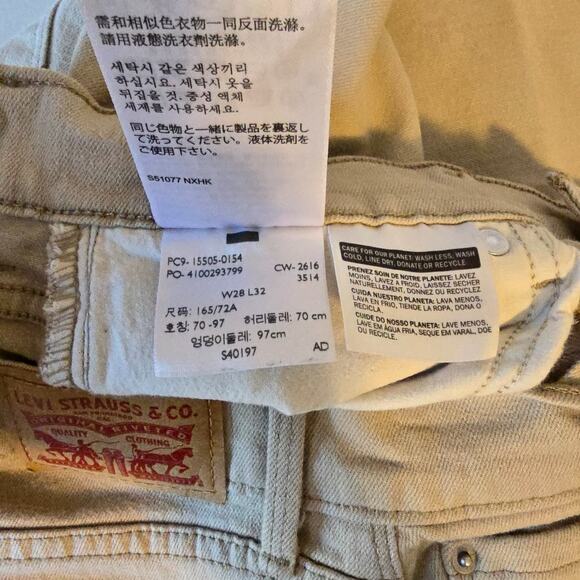 需和相似色衣物一同反面洗滌,
請用液態洗衣劑洗滌。
세탁시 같은 색상끼리
하십시요. 세탁시 옷을
뒤집을 것. 중성 액체
세제를 사용하세요.
同じ色物と一緒に製品を裏返し
て洗ってください。液体洗剤を
ご使用下さい。
S51077 NXHK
PC9- 15505-0154
PO- 4100293799 CW- 2616
3514
W28 L32
尺码: 165/72A
호칭: 70 -97 허리둘레: 70 cm
엉덩이둘레: 97cm
S40197 AD
CARE FOR OUR PLANET: WASH LESS, WASH
COLD, LINE DRY, DONATE OR RECYCLE.
PRENEZ SOIN DE NOTRE PLANÈTE: LAVEZ
MOINS, LAVEZ À FROID, LAISSEZ SÉCHER
NATURELLEMENT, DONNEZ OU RECYCLEZ.
CUIDA NUESTRO PLANETA: LAVA MENOS,
LAVA EN FRÍO, TIENDE LA ROPA, DONA
O RECICLA.
CUIDE DO NOSSO PLANETA: LAVE MENOS,
LAVE EM ÁGUA FRIA, SEQUE EM VARAL, DOE
OU RECICLE.
LEVI STRAUSS & CO.
ORIGINAL RIVETED
QUALITY CLOTHING